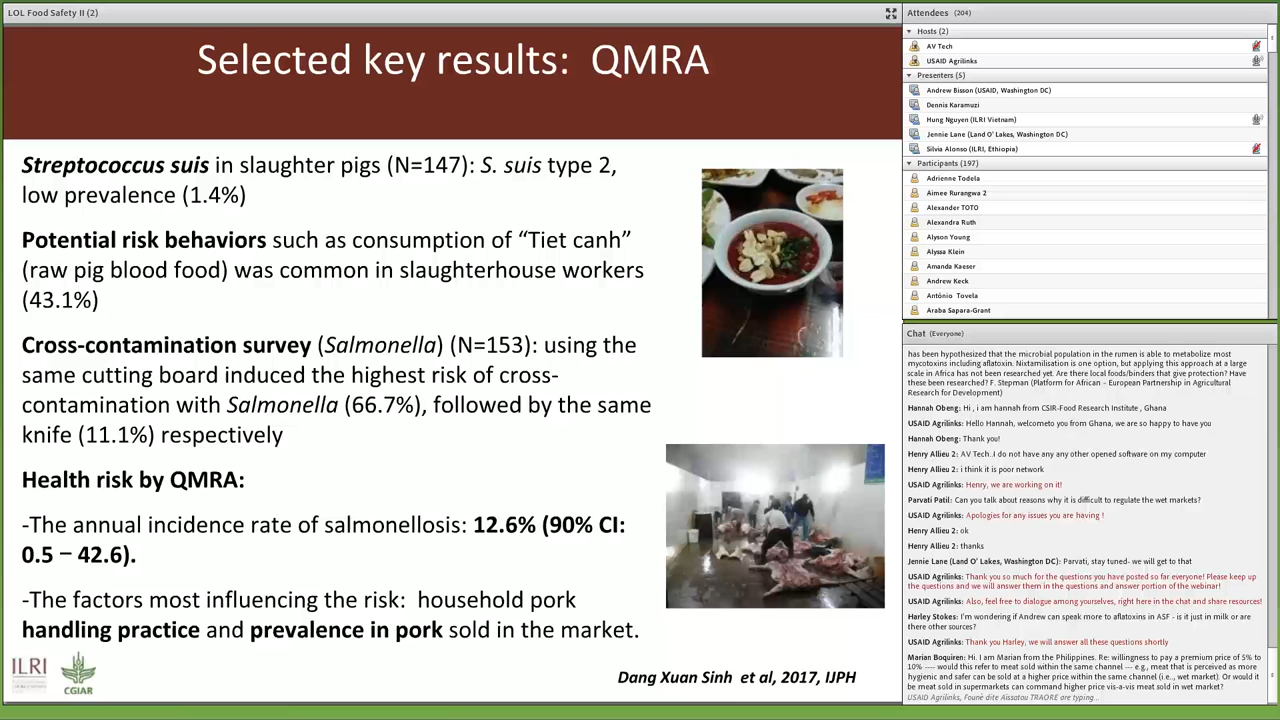 LOL Food Safety II (2)
Selected key results: QMRA
Streptococcus suis in slaughter pigs (N=147): S. suis type 2,
low prevalence (1.4%)
Potential risk behaviors such as consumption of “Tiet canh”
(raw pig blood food) was common in slaughterhouse workers
(43.1%)
Cross-contamination survey (Salmonella) (N=153): using the
same cutting board induced the highest risk of cross-
contamination with Salmonella (66.7%), followed by the same
knife (11.1%) respectively
Health risk by QMRA:
-The annual incidence rate of salmonellosis: 12.6% (90% CI:
0.5 – 42.6).
-The factors most influencing the risk: household pork
handling practice and prevalence in pork sold in the market.
ILRI
CGIAR
Dang Xuan Sinh et al, 2017, IJPH
Attendees (204)
Hosts (2)
AV Tech
USAID Agrilinks
Presenters (5)
Andrew Bisson (USAID, Washington DC)
Dennis Karamuzi
Hung Nguyen (ILRI Vietnam)
Jennie Lane (Land O' Lakes, Washington DC)
Silvia Alonso (ILRI, Ethiopia)
Participants (197)
Adrienne Todela
Aimee Rurangwa 2
Alexander TOTO
Alexandra Ruth
Alyson Young
Alyssa Klein
Amanda Kaeser
Andrew Keck
António Tovela
Araba Sapara-Grant
Chat (Everyone)
has been hypothesized that the microbial population in the rumen is able to metabolize most
mycotoxins including aflatoxin. Nixtamilisation is one option, but applying this approach at a large
scale in Africa has not been researched yet. Are there local foods/binders that give protection? Have
these been researched? F. Stepman (Platform for African - European Partnership in Agricultural
Research for Development)
Hannah Obeng: Hi , i am hannah from CSIR-Food Research Institute , Ghana
USAID Agrilinks: Hello Hannah, welcometo you from Ghana, we are so happy to have you
Hannah Obeng: Thank you!
Henry Allieu 2: AV Tech..I do not have any any other opened software on my computer
Henry Allieu 2: i think it is poor network
USAID Agrilinks: Henry, we are working on it!
Parvati Patil: Can you talk about reasons why it is difficult to regulate the wet markets?
USAID Agrilinks: Apologies for any issues you are having !
Henry Allieu 2: ok
Henry Allieu 2: thanks
Jennie Lane (Land O' Lakes, Washington DC): Parvati, stay tuned- we will get to that
USAID Agrilinks: Thank you so much for the questions you have posted so far everyone! Please keep up
the questions and we will answer them in the questions and answer portion of the webinar!
USAID Agrilinks: Also, feel free to dialogue among yourselves, right here in the chat and share resources!
Harley Stokes: I'm wondering if Andrew can speak more to aflatoxins in ASF - is it just in milk or are
there other sources?
USAID Agrilinks: Thank you Harley, we will answer all these questions shortly
Marian Boquiren: Hi. I am Marian from the Philippines. Re: willingness to pay a premium price of 5% to
10% ---- would this refer to meat sold within the same channel --- e.g., meat that is perceived as more
hygienic and safer can be sold at a higher price within the same channel (i.e.., wet market). Or would it
be meat sold in supermarkets can command higher price vis-a-vis meat sold in wet market?
USAID Agrilinks, Founè dite Aissatou TRAORE are typing...